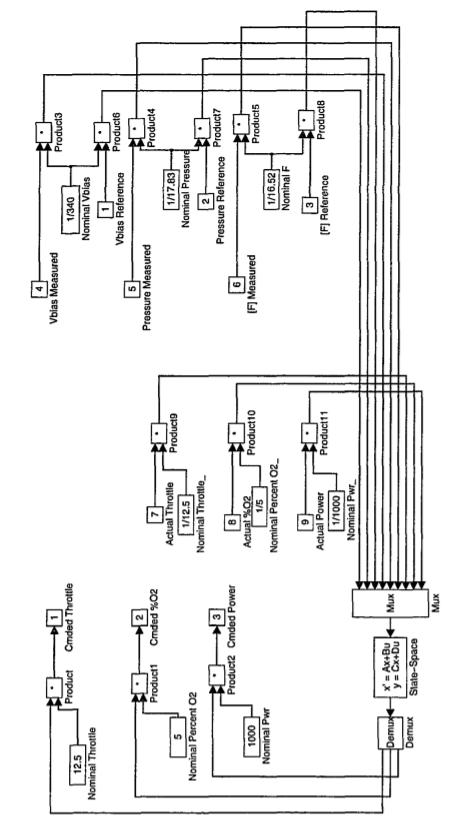 4
Vbias Measured
*
Product3
1/340
Nominal Vbias
*
Product6
1
Vbias Reference
5
Pressure Measured
*
Product4
1/17.83
Nominal Pressure
*
Product7
2
Pressure Reference
6
[F] Measured
*
Product5
1/16.52
Nominal F
*
Product8
3
[F] Reference
7
Actual Throttle
*
Product9
1/12.5
Nominal Throttle_
8
Actual %O2
*
Product10
1/5
Nominal Percent O2_
9
Actual Power
*
Product11
1/1000
Nominal Pwr_
12.5
Nominal Throttle
*
Product
1
Cmded Throttle
5
Nominal Percent O2
*
Product1
2
Cmded %O2
1000
Nominal Pwr
*
Product2
3
Cmded Power
Mux
Mux
x' = Ax+Bu
y = Cx+Du
State-Space
Demux
Demux